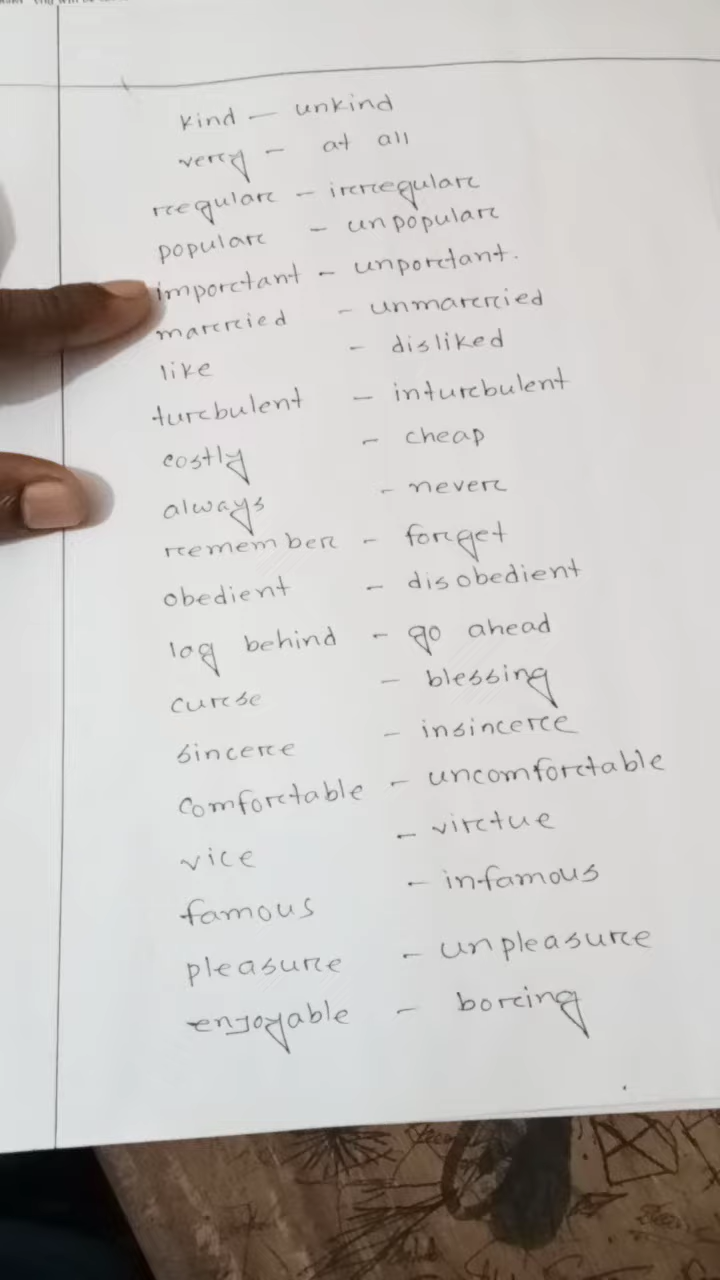 kind — unkind
very — at all
regular — irregular
popular — unpopular
important — unportant.
married — unmarried
like — disliked
turbulent — inturbulent
costly — cheap
always — never
remember — forget
obedient — disobedient
log behind — go ahead
curse — blessing
sincere — insincere
comfortable — uncomfortable
vice — virtue
famous — infamous
pleasure — unpleasure
enjoyable — boring